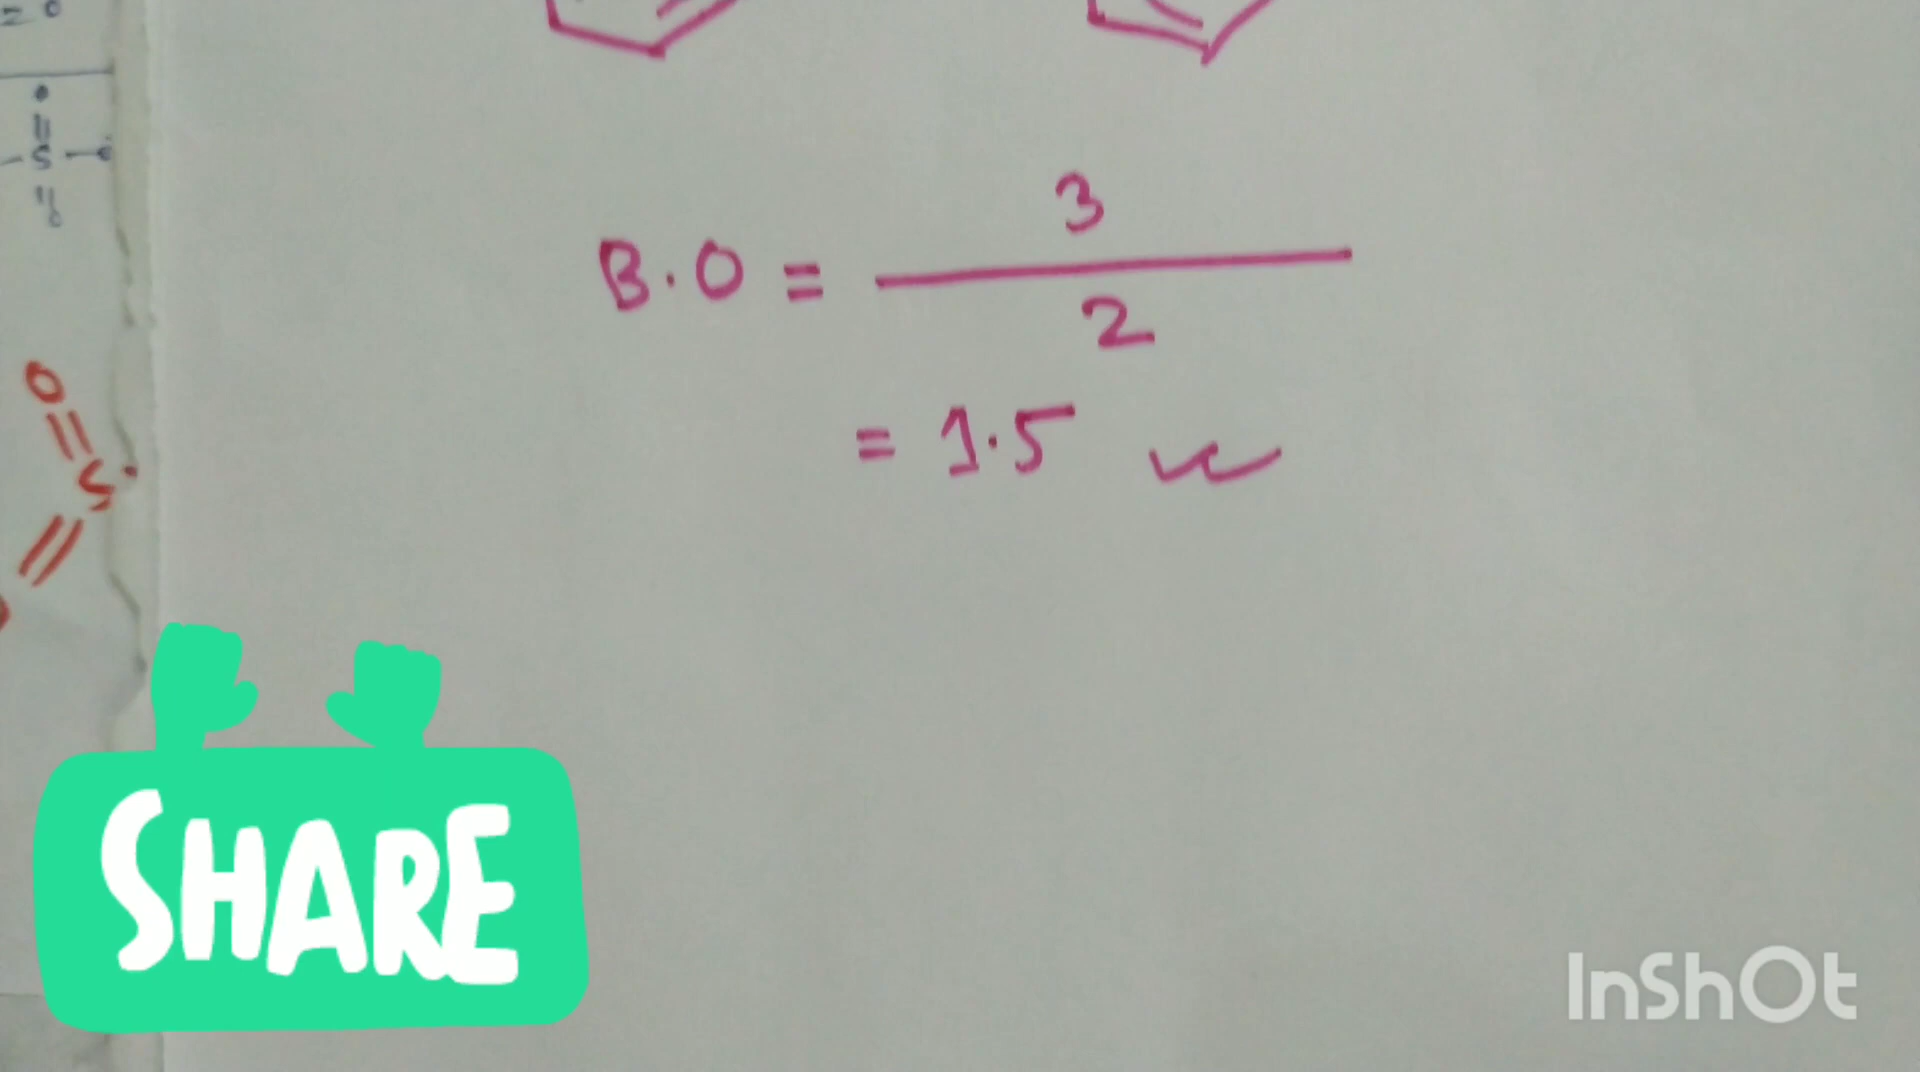 B.O = 3 / 2
= 1.5
O
S
S
SHARE
InShOt